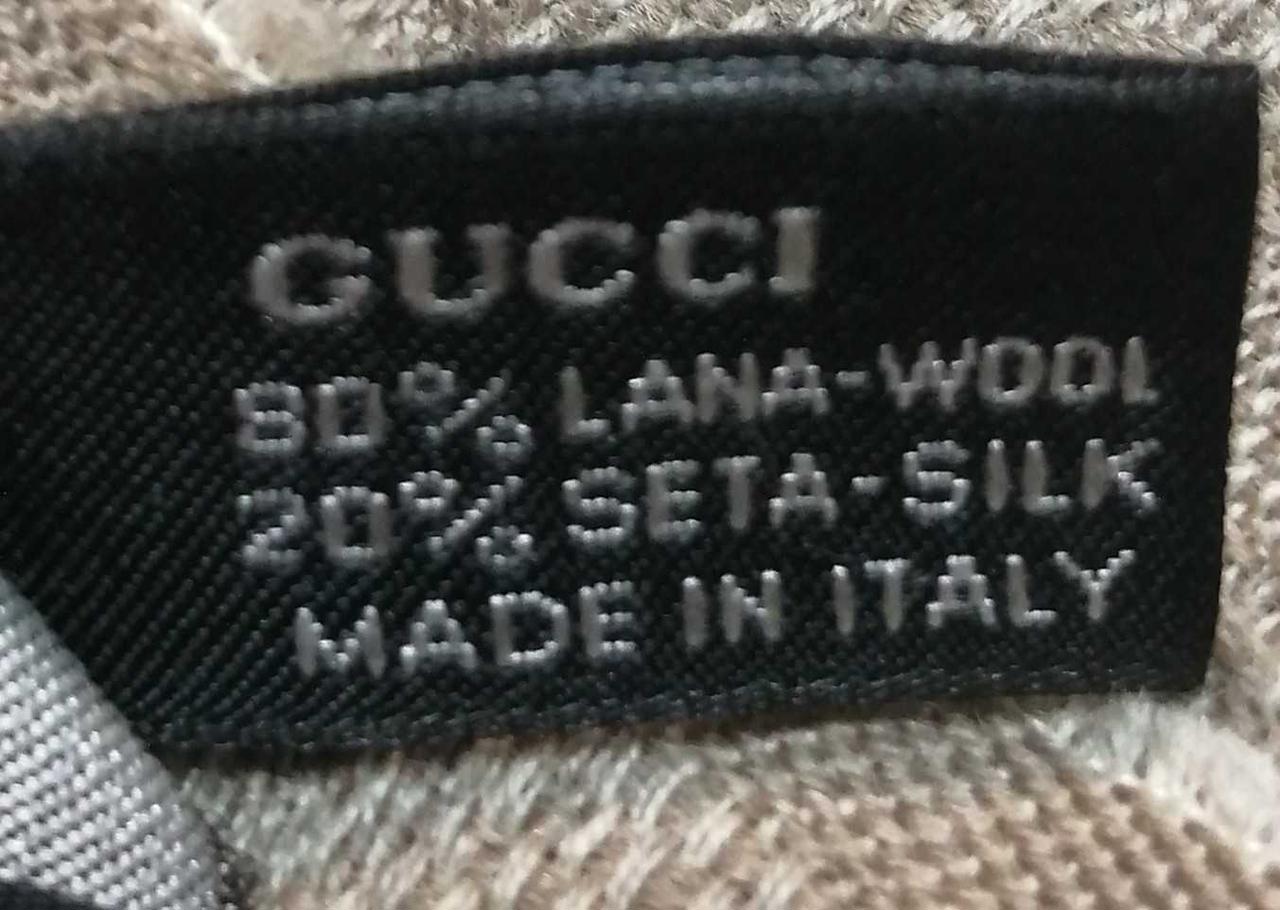 GUCCI
80% LANA-WOOL
20% SETA-SILK
MADE IN ITALY